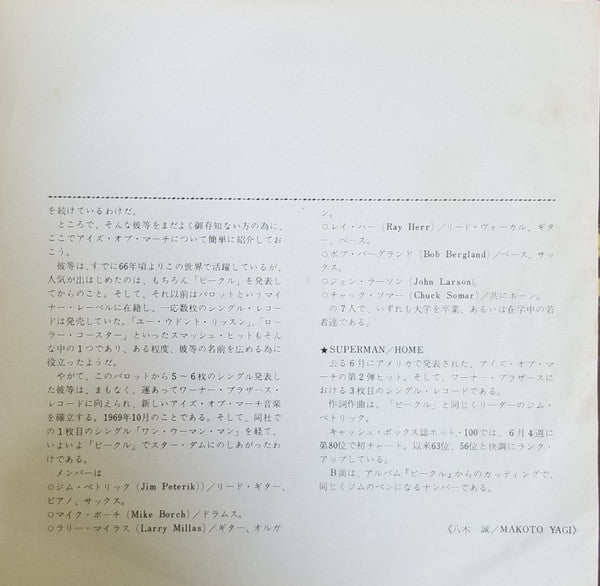 を続けているわけだ。
ところで、そんな彼等をまだよく御存知ない方の為に、
ここでアイズ・オブ・マーチについて簡単に紹介してお
こう。
彼等は、すでに66年頃よりこの世界で活躍しているが、
人気が出はじめたのは、もちろん「ビークル」を発表し
てからのこと。そして、それ以前はパロットというマイ
ナー・レーベルに在籍し、一応数枚のシングル・レコー
ドは発売していた。「ユー・ウドント・リッスン」、「ロー
ラー・コースター」といったスマッシュ・ヒットもそん
な中の1つであり、ある程度、彼等の名前を広める為に
役立ったようだ。
やがて、このパロットから5～6枚のシングル発表し
た彼等は、まもなく、運あってワーナー・ブラザース・
レコードに向えられ、新しいアイズ・オブ・マーチ音楽
を確立する。1969年10月のことである。そして、同社で
の1枚目のシングル「ワン・ウーマン・マン」を経て、
いよいよ「ビークル」でスター・ダムにのしあがったわ
けである。
メンバーは
○ジム・ペトリック(Jim Peterik))／リード・ギター、
ピアノ、サックス。
○マイク・ボーチ(Mike Borch)／ドラムス。
○ラリー・マイラス(Larry Millas)／ギター、オルガ
ン。
○レイ・ハー(Ray Herr)／リード・ヴォーカル、ギタ
ー、ベース。
○ボブ・バーグランド(Bob Bergland)／ベース、サッ
クス。
○ジョン・ラーソン(John Larson)。
○チャック・ソマー(Chuck Somar)／共にホーン。
の7人で、いずれも大学を卒業、あるいは在学中の若
者達である。
★SUPERMAN／HOME
去る6月にアメリカで発表された、アイズ・オブ・マ
ーチの第2弾ヒット。そして、ワーナー・ブラザースにお
ける3枚目のシングル・レコードである。
作詞作曲は、「ビークル」と同じくリーダーのジム・
ペトリック。
キャッシュ・ボックス誌ホット・100では、6月4週に
第80位で初チャート。以来63位、56位と快調にランク・
アップしている。
B面は、アルバム『ビークル』からのカッティングで、
同じくジムのペンになるナンバーである。
《八木 誠／MAKOTO YAGI》